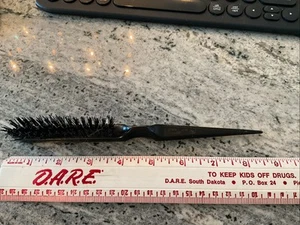 D.A.R.E.
TO KEEP KIDS OFF DRUGS.
D.A.R.E. South Dakota • P.O. Box 24 •